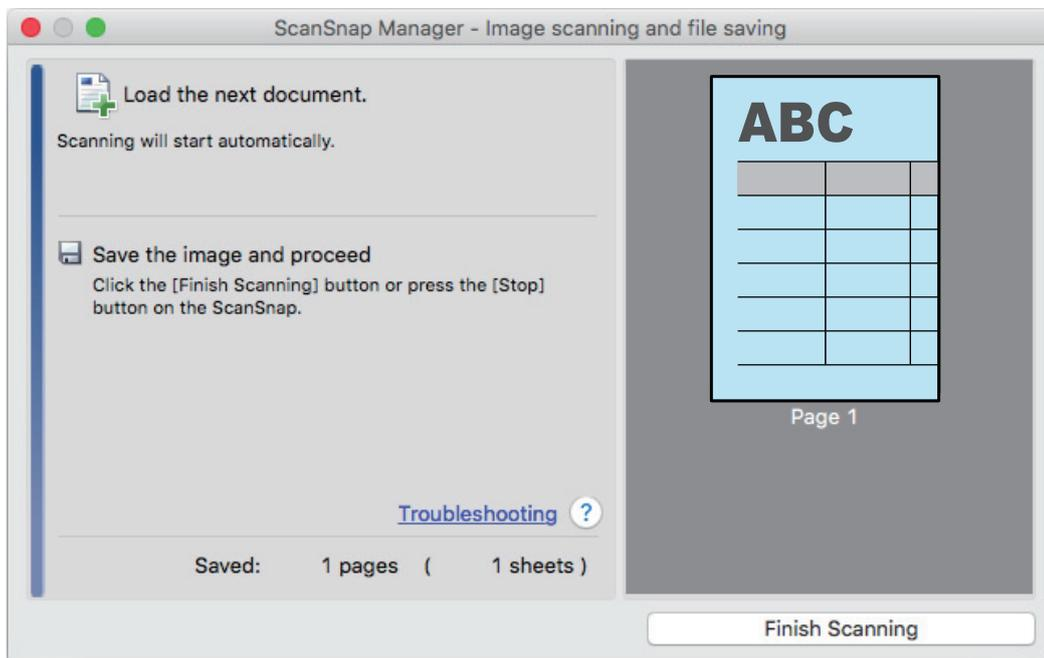 ScanSnap Manager - Image scanning and file saving
Load the next document.
Scanning will start automatically.
Save the image and proceed
Click the [Finish Scanning] button or press the [Stop]
button on the ScanSnap.
Troubleshooting ?
Saved: 1 pages ( 1 sheets )
ABC
Page 1
Finish Scanning